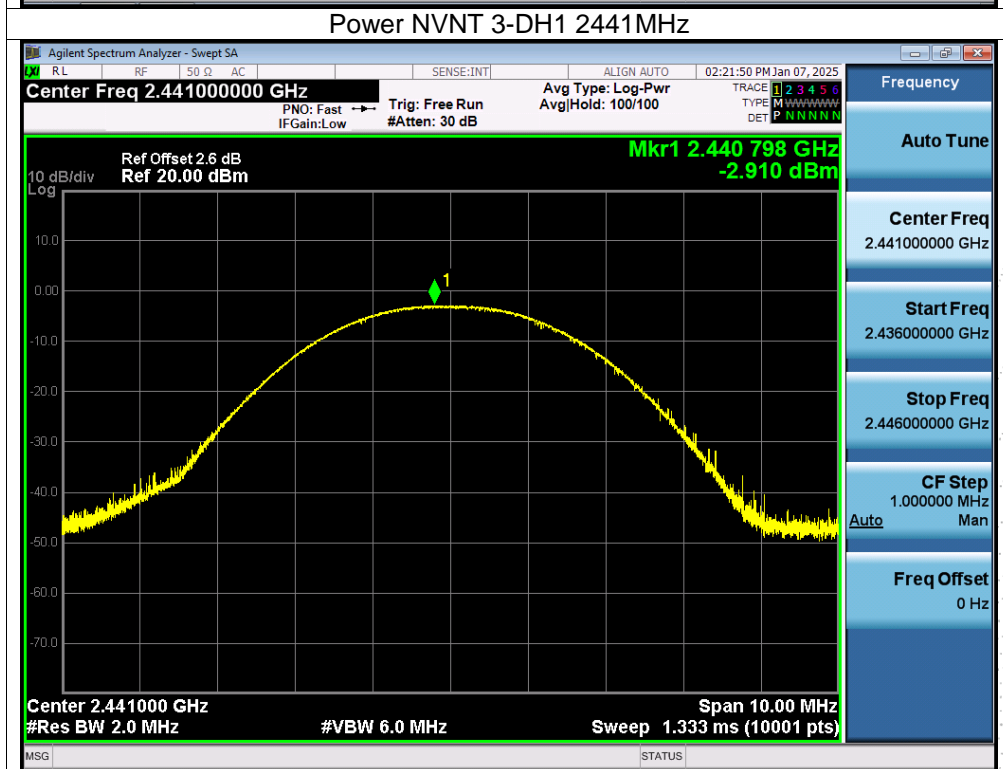 Power NVNT 3-DH1 2441MHz
Agilent Spectrum Analyzer - Swept SA
LXI RL RF 50 Ω AC SENSE:INT ALIGN AUTO 02:21:50 PM Jan 07, 2025
Center Freq 2.441000000 GHz
PNO: Fast
IFGain:Low
Trig: Free Run
#Atten: 30 dB
Avg Type: Log-Pwr
Avg|Hold: 100/100
TRACE 1 2 3 4 5 6
TYPE M WWWWW
DET P N N N N N
Mkr1 2.440 798 GHz
-2.910 dBm
Ref Offset 2.6 dB
10 dB/div Ref 20.00 dBm
Log
1
10.0
0.00
-10.0
-20.0
-30.0
-40.0
-50.0
-60.0
-70.0
Center 2.441000 GHz Span 10.00 MHz
#Res BW 2.0 MHz #VBW 6.0 MHz Sweep 1.333 ms (10001 pts)
MSG STATUS
Frequency
Auto Tune
Center Freq
2.441000000 GHz
Start Freq
2.436000000 GHz
Stop Freq
2.446000000 GHz
CF Step
1.000000 MHz
Auto Man
Freq Offset
0 Hz